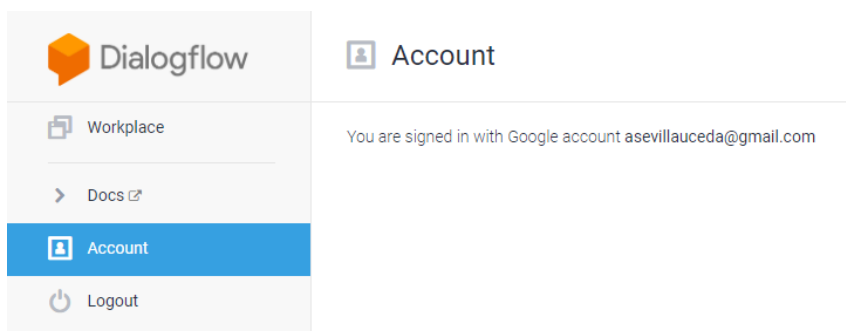 Dialogflow
Account
Workplace
You are signed in with Google account asevillauceda@gmail.com
Docs
Account
Logout